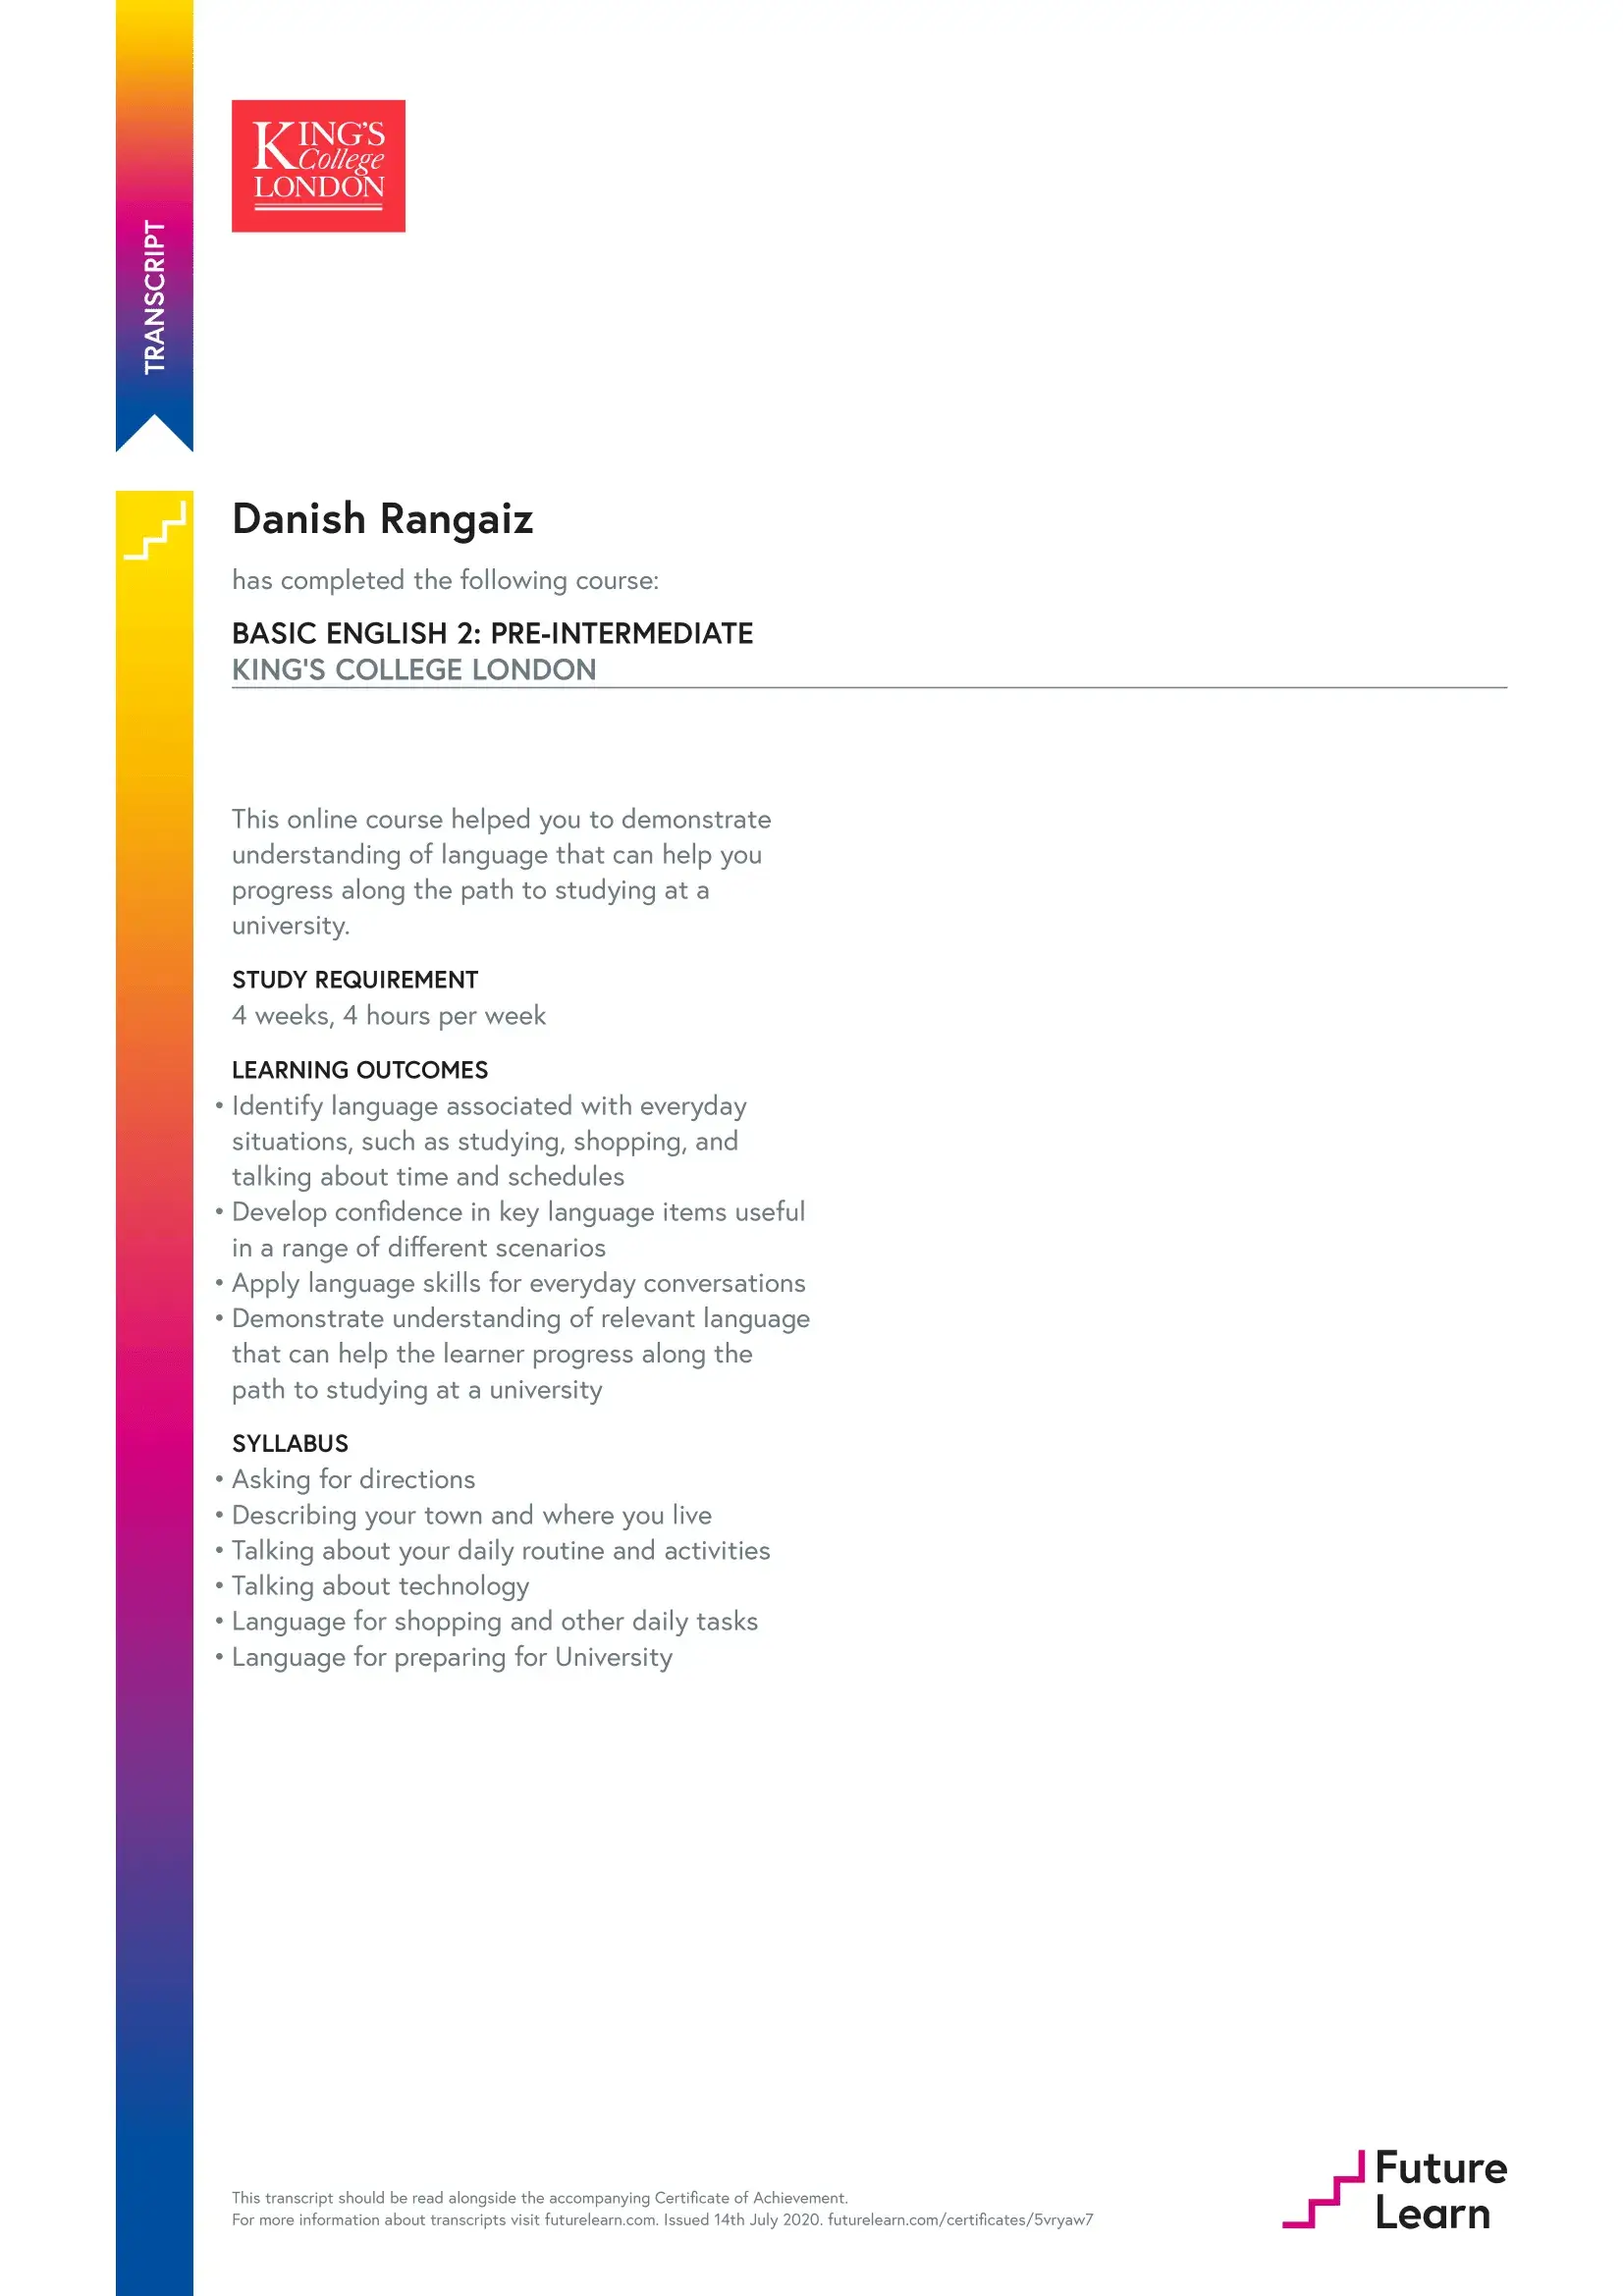 KING'S
College
LONDON
TRANSCRIPT
Danish Rangaiz
has completed the following course:
BASIC ENGLISH 2: PRE-INTERMEDIATE
KING'S COLLEGE LONDON
This online course helped you to demonstrate
understanding of language that can help you
progress along the path to studying at a
university.
STUDY REQUIREMENT
4 weeks, 4 hours per week
LEARNING OUTCOMES
• Identify language associated with everyday
situations, such as studying, shopping, and
talking about time and schedules
• Develop confidence in key language items useful
in a range of different scenarios
• Apply language skills for everyday conversations
• Demonstrate understanding of relevant language
that can help the learner progress along the
path to studying at a university
SYLLABUS
• Asking for directions
• Describing your town and where you live
• Talking about your daily routine and activities
• Talking about technology
• Language for shopping and other daily tasks
• Language for preparing for University
This transcript should be read alongside the accompanying Certificate of Achievement.
For more information about transcripts visit futurelearn.com. Issued 14th July 2020. futurelearn.com/certificates/5vryaw7
Future
Learn